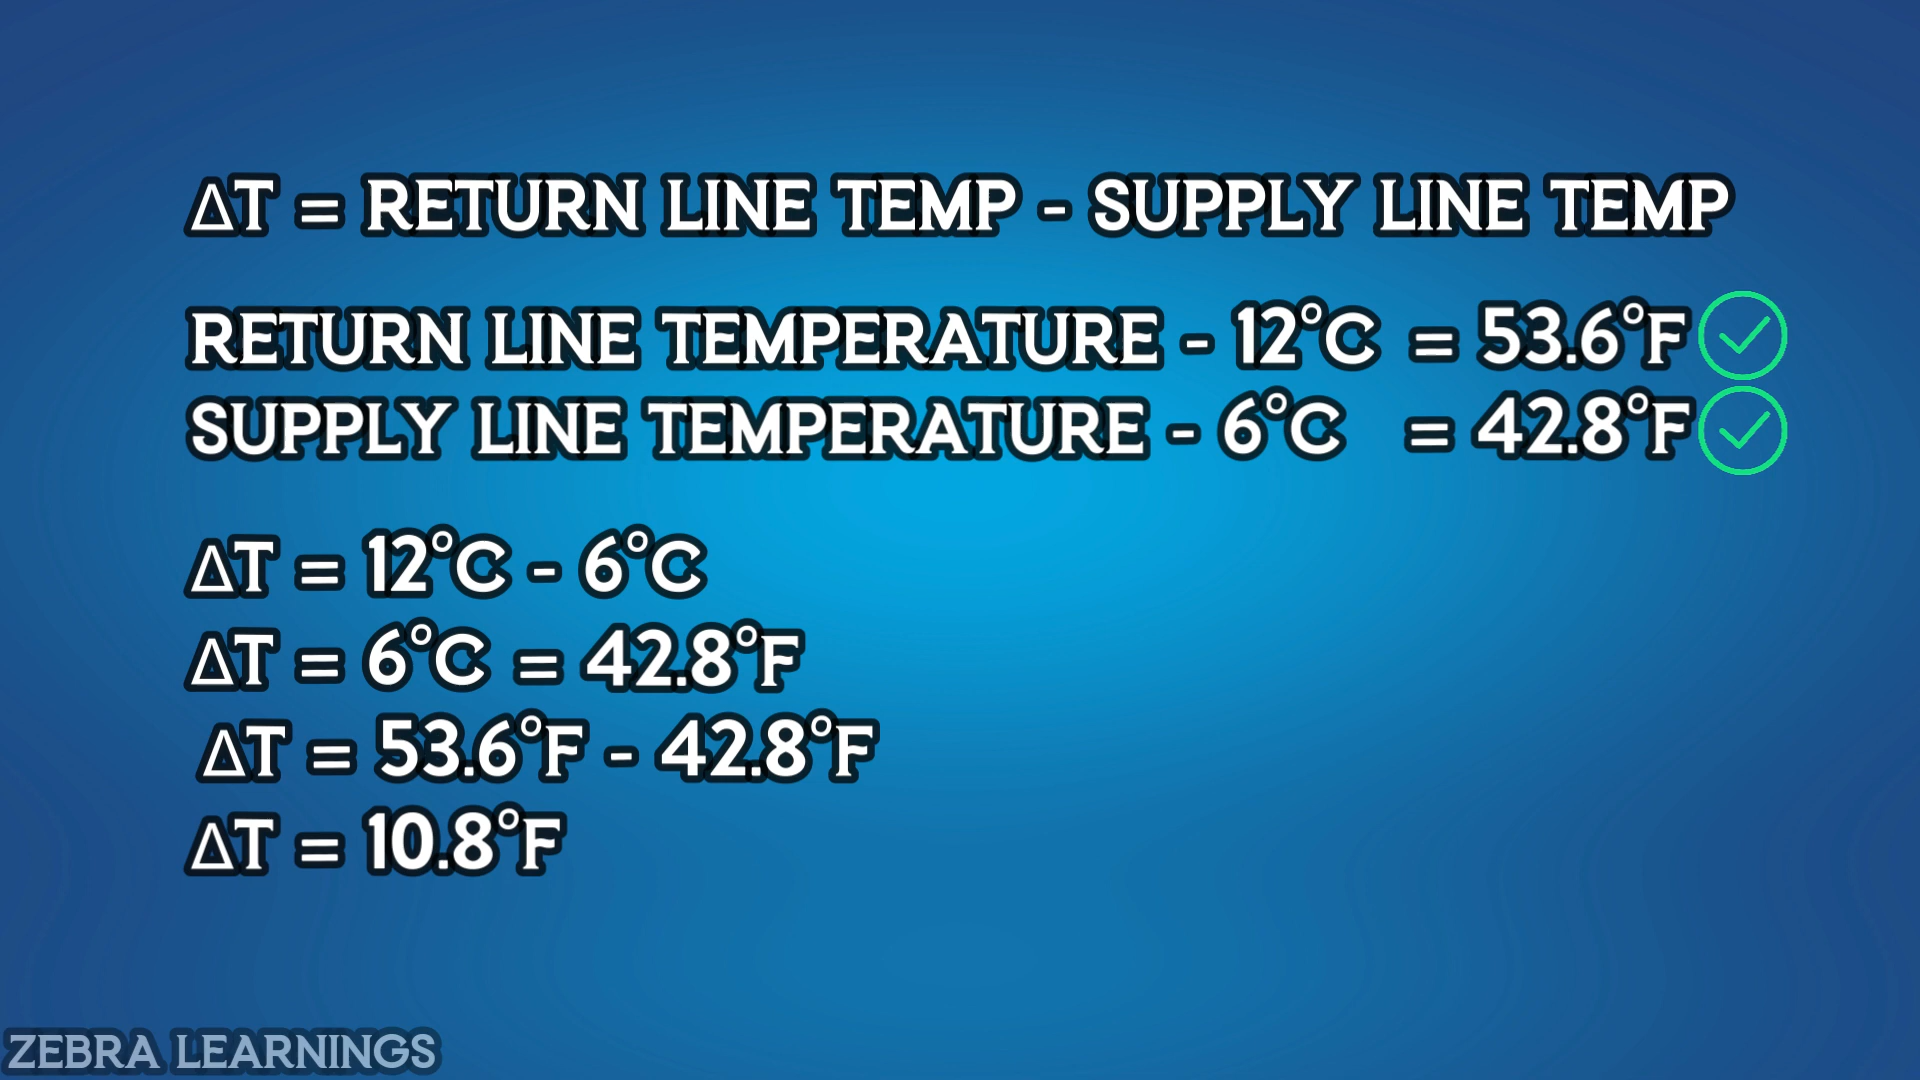 ΔT = RETURN LINE TEMP - SUPPLY LINE TEMP
RETURN LINE TEMPERATURE - 12°C = 53.6°F
SUPPLY LINE TEMPERATURE - 6°C = 42.8°F
ΔT = 12°C - 6°C
ΔT = 6°C = 42.8°F
ΔT = 53.6°F - 42.8°F
ΔT = 10.8°F
ZEBRA LEARNINGS